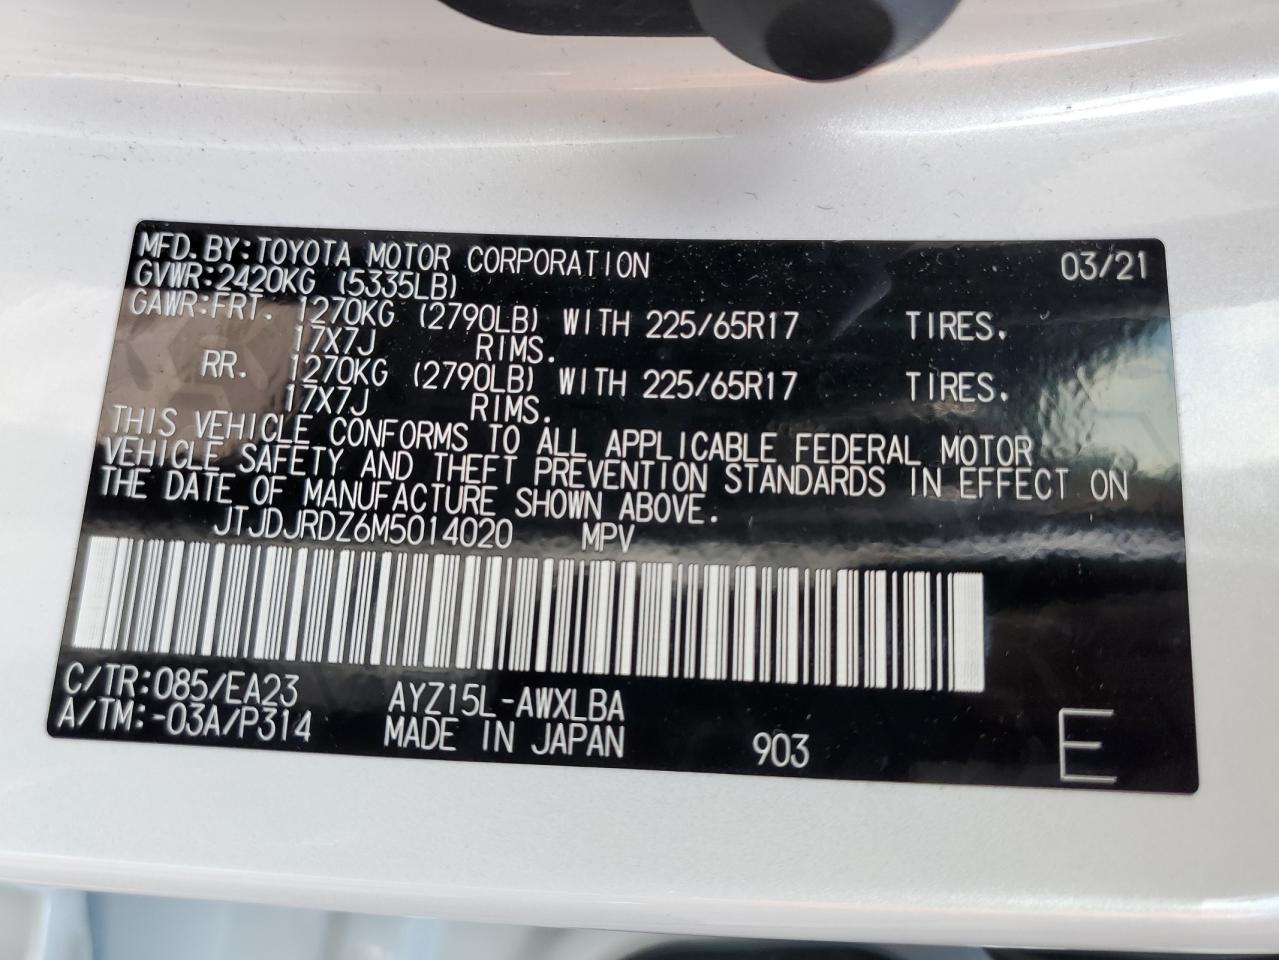 MFD.BY:TOYOTA MOTOR CORPORATION 03/21
GVWR:2420KG (5335LB)
GAWR:FRT. 1270KG (2790LB) WITH 225/65R17 TIRES.
17X7J RIMS.
RR. 1270KG (2790LB) WITH 225/65R17 TIRES.
17X7J RIMS.
THIS VEHICLE CONFORMS TO ALL APPLICABLE FEDERAL MOTOR
VEHICLE SAFETY AND THEFT PREVENTION STANDARDS IN EFFECT ON
THE DATE OF MANUFACTURE SHOWN ABOVE.
JTJDJRDZ6M5014020 MPV
C/TR:085/EA23 AYZ15L-AWXLBA
A/TM:-03A/P314 MADE IN JAPAN 903 E